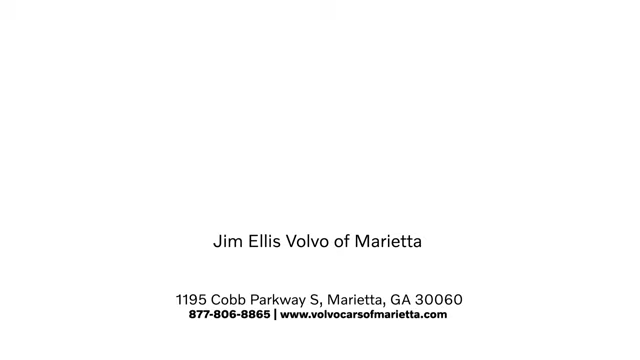 Jim Ellis Volvo of Marietta
1195 Cobb Parkway S, Marietta, GA 30060
877-806-8865 | www.volvocarsofmarietta.com